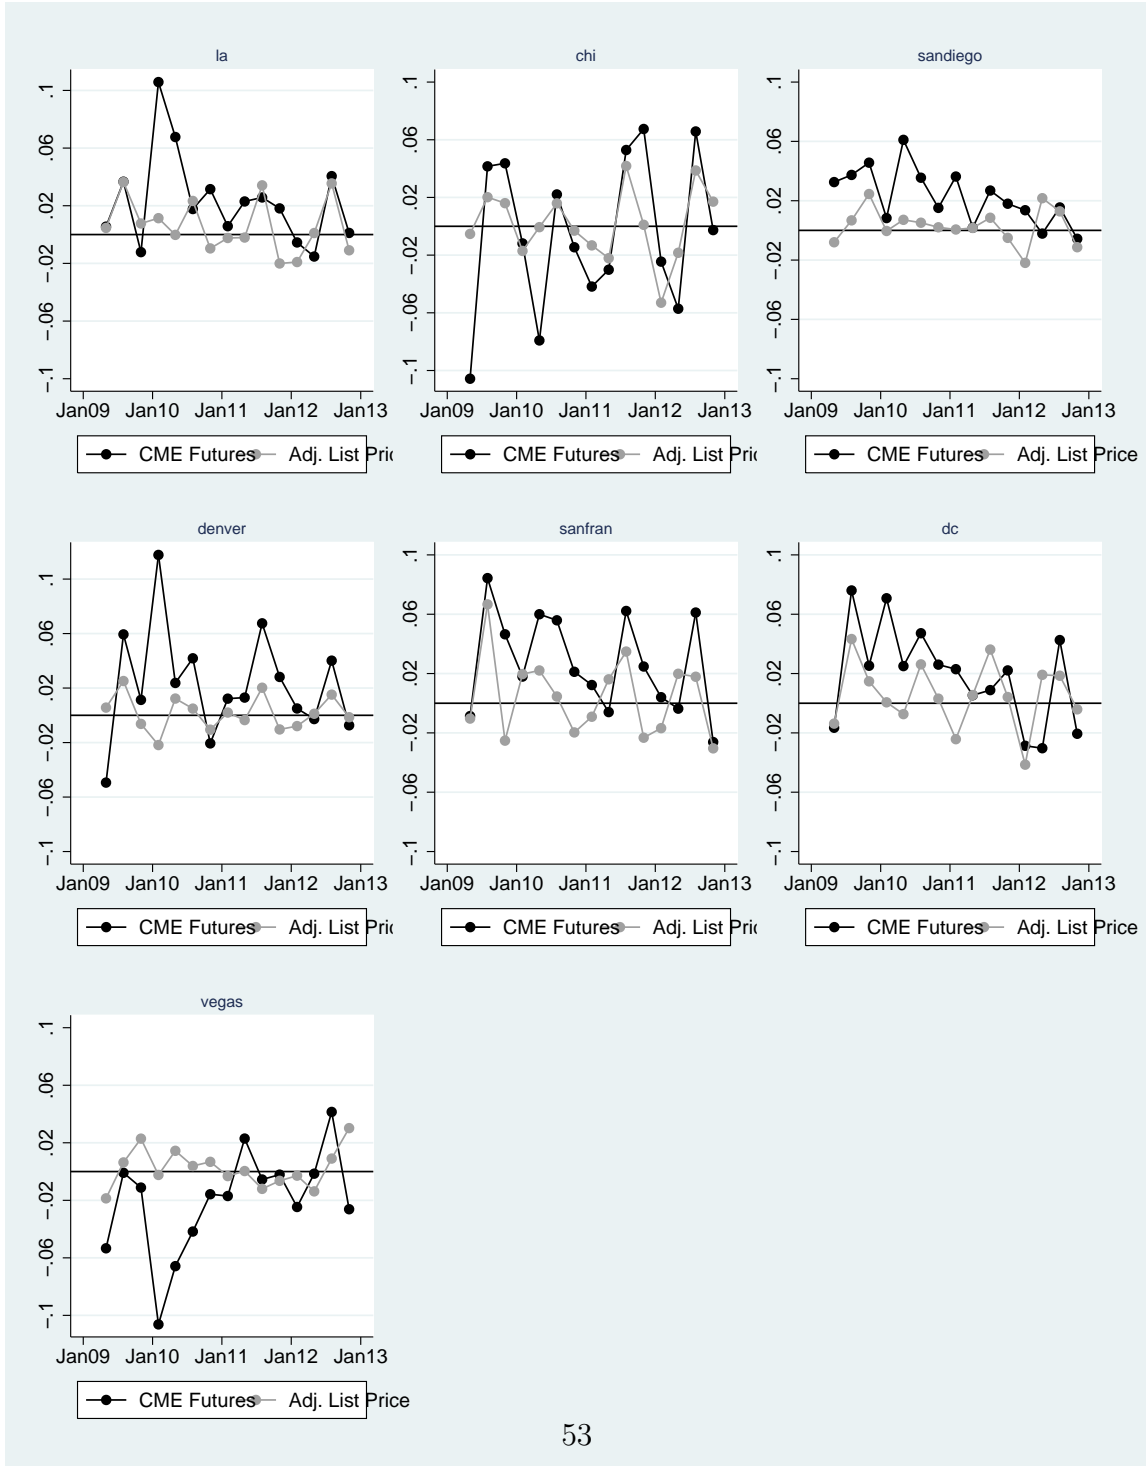 la chi sandiego
.1 .1 .1
.06 .06 .06
.02 .02 .02
−.02 −.02 −.02
−.06 −.06 −.06
−.1 −.1 −.1
Jan09 Jan10 Jan11 Jan12 Jan13 Jan09 Jan10 Jan11 Jan12 Jan13 Jan09 Jan10 Jan11 Jan12 Jan13
CME Futures Adj. List Pric CME Futures Adj. List Pric CME Futures Adj. List Price
denver sanfran dc
.1 .1 .1
.06 .06 .06
.02 .02 .02
−.02 −.02 −.02
−.06 −.06 −.06
−.1 −.1 −.1
Jan09 Jan10 Jan11 Jan12 Jan13 Jan09 Jan10 Jan11 Jan12 Jan13 Jan09 Jan10 Jan11 Jan12 Jan13
CME Futures Adj. List Pric CME Futures Adj. List Pric CME Futures Adj. List Price
vegas
.1
.06
.02
−.02
−.06
−.1
Jan09 Jan10 Jan11 Jan12 Jan13
CME Futures Adj. List Price
53